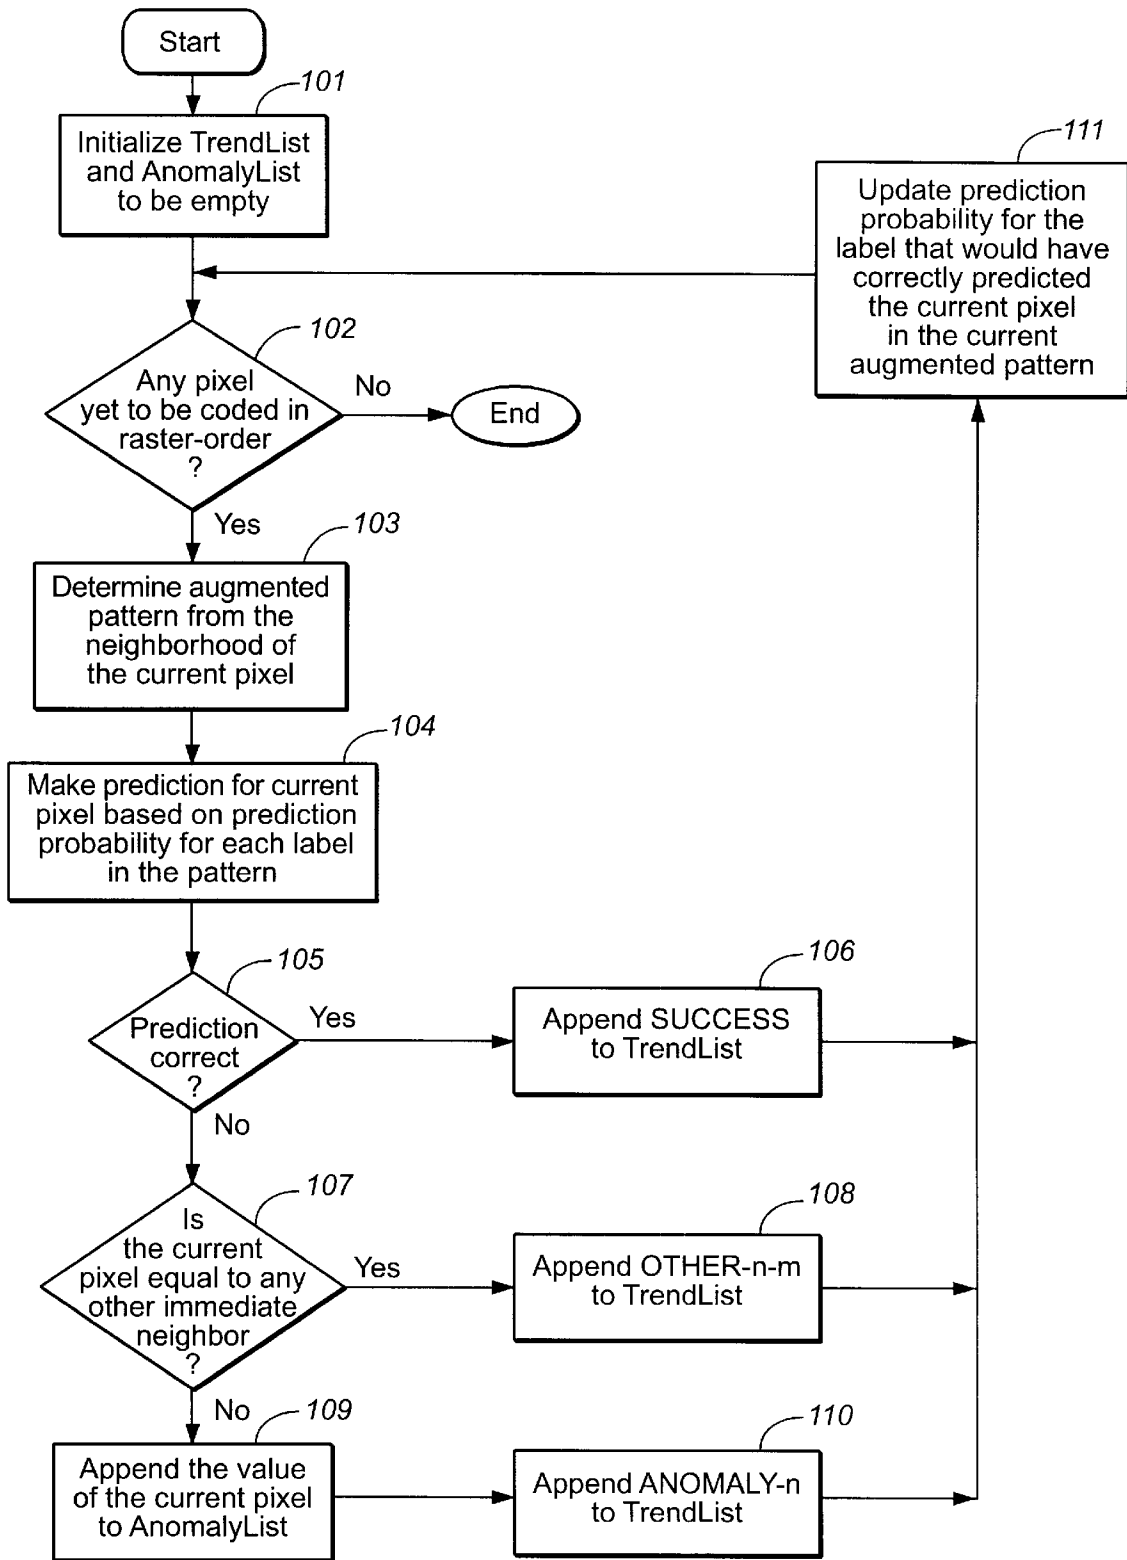 Start
101
Initialize TrendList
and AnomalyList
to be empty
111
Update prediction
probability for the
label that would have
correctly predicted
the current pixel
in the current
augmented pattern
102
Any pixel
yet to be coded in
raster-order
?
No
End
Yes
103
Determine augmented
pattern from the
neighborhood of
the current pixel
104
Make prediction for current
pixel based on prediction
probability for each label
in the pattern
105
Prediction
correct
?
Yes
106
Append SUCCESS
to TrendList
No
107
Is
the current
pixel equal to any
other immediate
neighbor
?
Yes
108
Append OTHER-n-m
to TrendList
No
109
Append the value
of the current pixel
to AnomalyList
110
Append ANOMALY-n
to TrendList